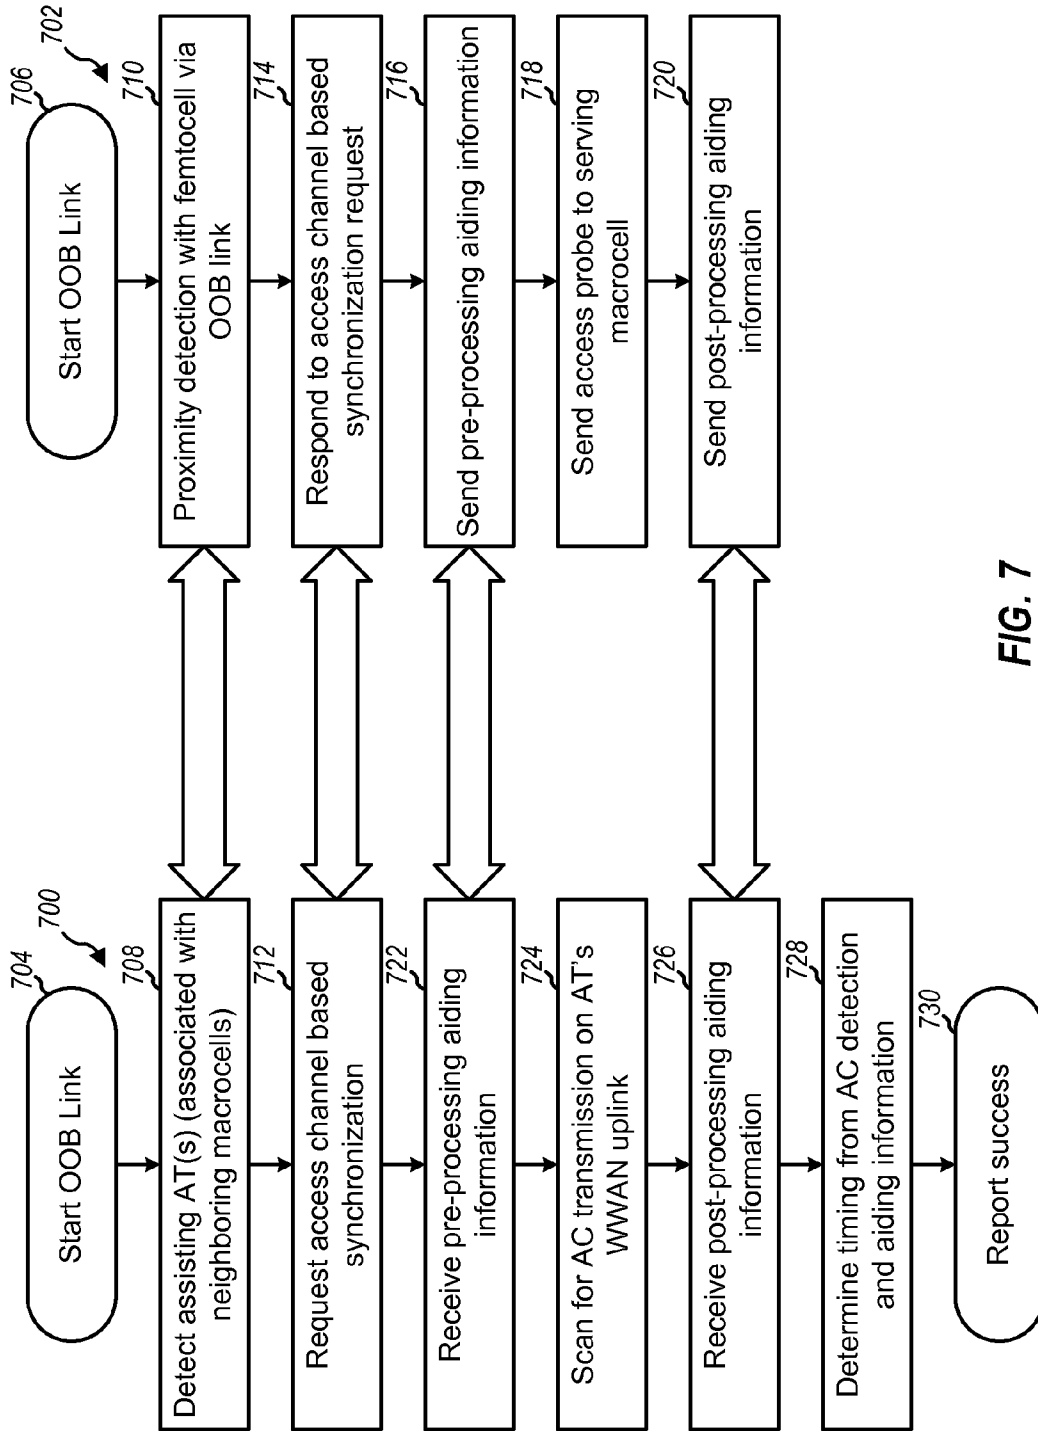 700
704
Start OOB Link
708
Detect assisting AT(s) (associated with
neighboring macrocells)
712
Request access channel based
synchronization
722
Receive pre-processing aiding
information
724
Scan for AC transmission on AT's
WWAN uplink
726
Receive post-processing aiding
information
728
Determine timing from AC detection
and aiding information
730
Report success
702
706
Start OOB Link
710
Proximity detection with femtocell via
OOB link
714
Respond to access channel based
synchronization request
716
Send pre-processing aiding information
718
Send access probe to serving
macrocell
720
Send post-processing aiding
information
FIG. 7